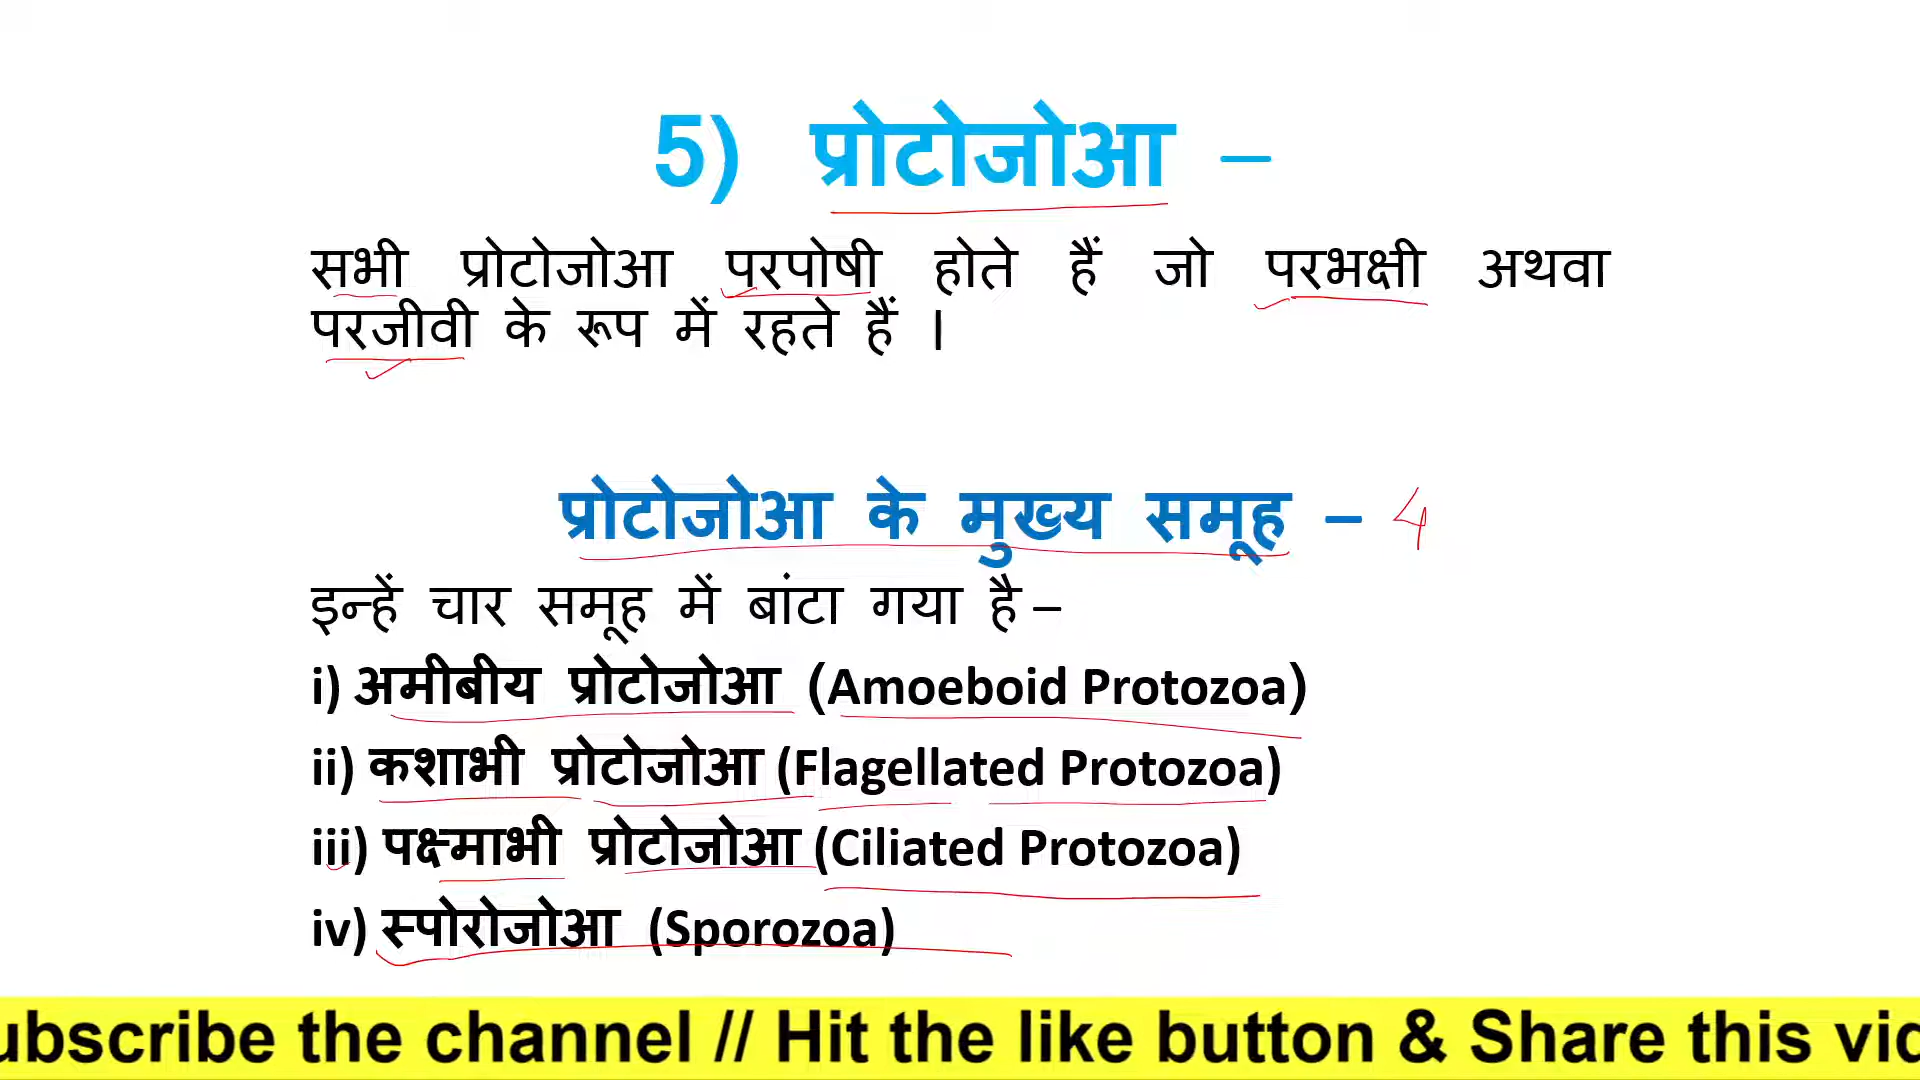 5) प्रोटोजोआ –
सभी प्रोटोजोआ परपोषी होते हैं जो परभक्षी अथवा
परजीवी के रूप में रहते हैं ।
प्रोटोजोआ के मुख्य समूह – 4
इन्हें चार समूह में बांटा गया है –
i) अमीबीय प्रोटोजोआ (Amoeboid Protozoa)
ii) कशाभी प्रोटोजोआ (Flagellated Protozoa)
iii) पक्ष्माभी प्रोटोजोआ (Ciliated Protozoa)
iv) स्पोरोजोआ (Sporozoa)
ubscribe the channel // Hit the like button & Share this vid